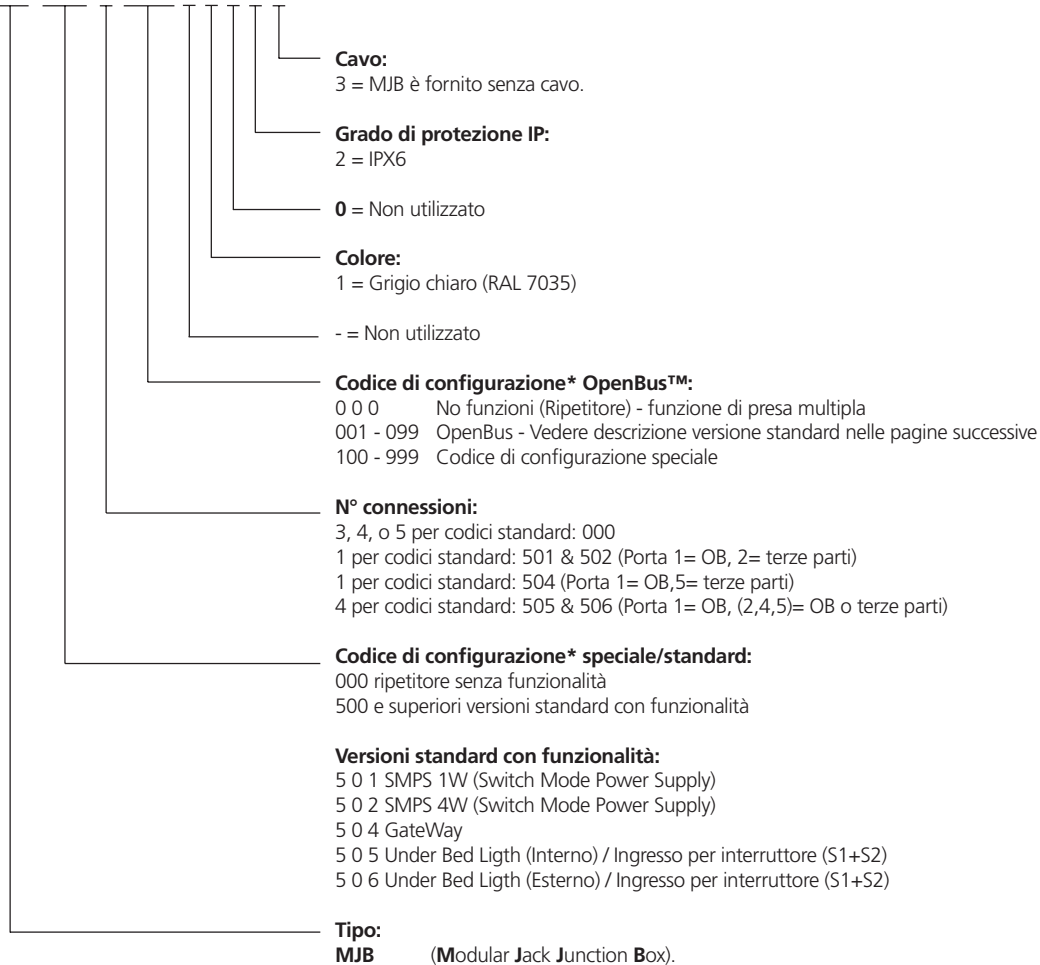 Cavo:
3 = MJB è fornito senza cavo.
Grado di protezione IP:
2 = IPX6
0 = Non utilizzato
Colore:
1 = Grigio chiaro (RAL 7035)
- = Non utilizzato
Codice di configurazione* OpenBus™:
0 0 0 No funzioni (Ripetitore) - funzione di presa multipla
001 - 099 OpenBus - Vedere descrizione versione standard nelle pagine successive
100 - 999 Codice di configurazione speciale
N° connessioni:
3, 4, o 5 per codici standard: 000
1 per codici standard: 501 & 502 (Porta 1= OB, 2= terze parti)
1 per codici standard: 504 (Porta 1= OB,5= terze parti)
4 per codici standard: 505 & 506 (Porta 1= OB, (2,4,5)= OB o terze parti)
Codice di configurazione* speciale/standard:
000 ripetitore senza funzionalità
500 e superiori versioni standard con funzionalità
Versioni standard con funzionalità:
5 0 1 SMPS 1W (Switch Mode Power Supply)
5 0 2 SMPS 4W (Switch Mode Power Supply)
5 0 4 GateWay
5 0 5 Under Bed Ligth (Interno) / Ingresso per interruttore (S1+S2)
5 0 6 Under Bed Ligth (Esterno) / Ingresso per interruttore (S1+S2)
Tipo:
MJB (Modular Jack Junction Box).